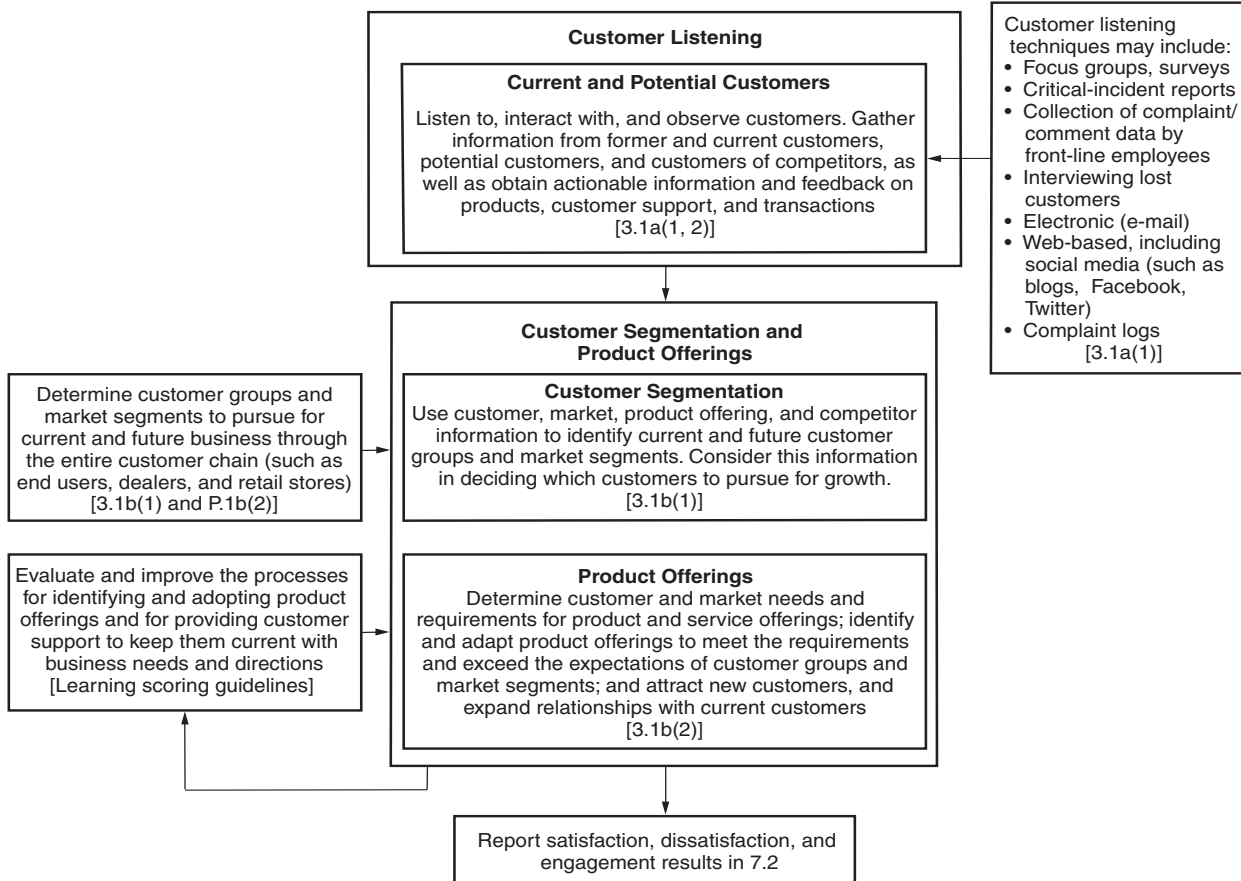 Customer Listening
Current and Potential Customers
Listen to, interact with, and observe customers. Gather
information from former and current customers,
potential customers, and customers of competitors, as
well as obtain actionable information and feedback on
products, customer support, and transactions
[3.1a(1, 2)]
Customer listening
techniques may include:
• Focus groups, surveys
• Critical-incident reports
• Collection of complaint/
comment data by
front-line employees
• Interviewing lost
customers
• Electronic (e-mail)
• Web-based, including
social media (such as
blogs, Facebook,
Twitter)
• Complaint logs
[3.1a(1)]
Customer Segmentation and
Product Offerings
Determine customer groups and
market segments to pursue for
current and future business through
the entire customer chain (such as
end users, dealers, and retail stores)
[3.1b(1) and P.1b(2)]
Customer Segmentation
Use customer, market, product offering, and competitor
information to identify current and future customer
groups and market segments. Consider this information
in deciding which customers to pursue for growth.
[3.1b(1)]
Evaluate and improve the processes
for identifying and adopting product
offerings and for providing customer
support to keep them current with
business needs and directions
[Learning scoring guidelines]
Product Offerings
Determine customer and market needs and
requirements for product and service offerings; identify
and adapt product offerings to meet the requirements
and exceed the expectations of customer groups and
market segments; and attract new customers, and
expand relationships with current customers
[3.1b(2)]
Report satisfaction, dissatisfaction, and
engagement results in 7.2